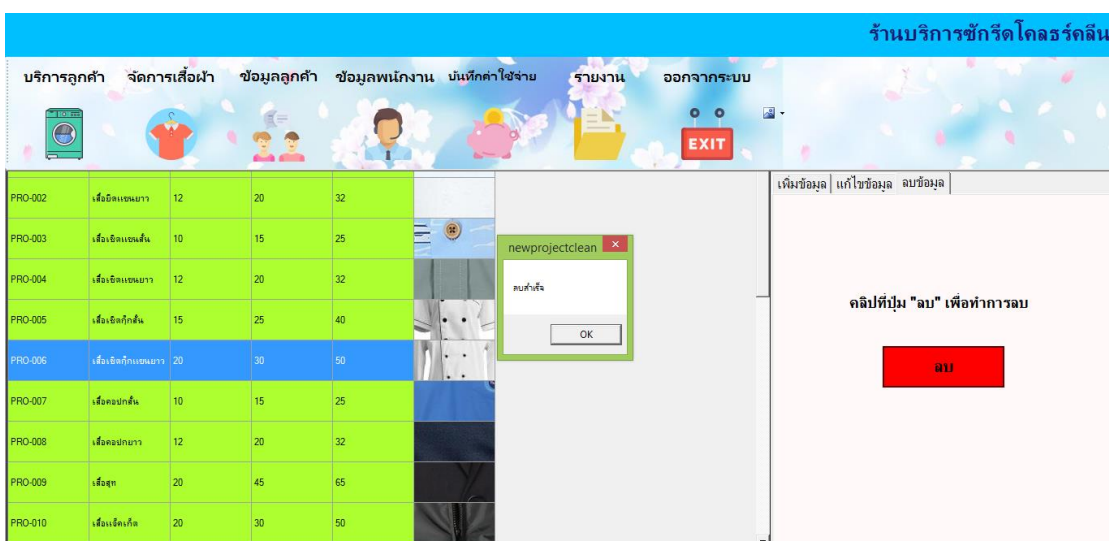 ร้านบริการซักรีดโคลธร์คลีน
บริการลูกค้า จัดการเสื้อผ้า ข้อมูลลูกค้า ข้อมูลพนักงาน บันทึกค่าใช้จ่าย รายงาน ออกจากระบบ
EXIT
เพิ่มข้อมูล แก้ไขข้อมูล ลบข้อมูล
PRO-002 เสื้อยืดแขนยาว 12 20 32
PRO-003 เสื้อเชิตแขนสั้น 10 15 25
PRO-004 เสื้อเชิตแขนยาว 12 20 32
PRO-005 เสื้อเชิตกุ๊กสั้น 15 25 40
PRO-006 เสื้อเชิตกุ๊กแขนยาว 20 30 50
PRO-007 เสื้อคอปกสั้น 10 15 25
PRO-008 เสื้อคอปกยาว 12 20 32
PRO-009 เสื้อสูท 20 45 65
PRO-010 เสื้อแจ็คเก็ต 20 30 50
newprojectclean
ลบสำเร็จ
OK
คลิปที่ปุ่ม "ลบ" เพื่อทำการลบ
ลบ